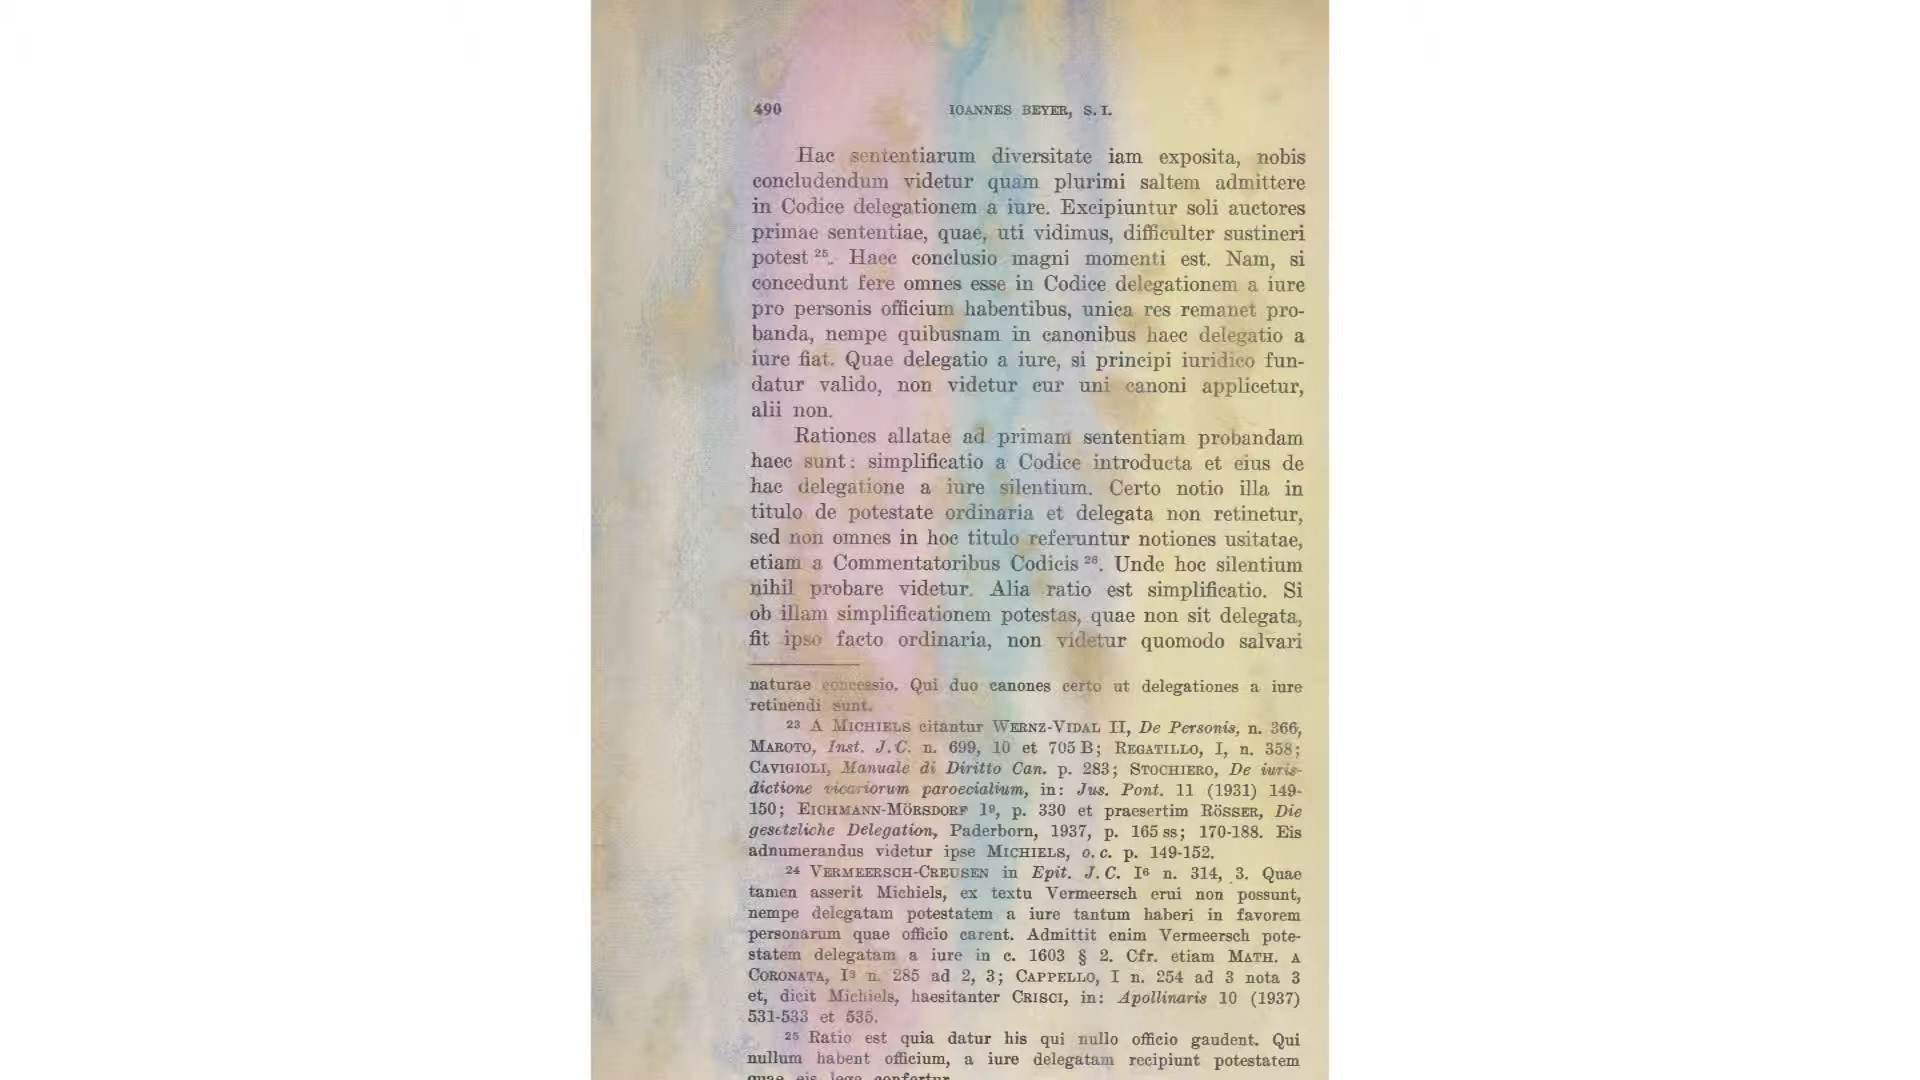 490
IOANNES BEYER, S. I.
Hac sententiarum diversitate iam exposita, nobis
concludendum videtur quam plurimi saltem admittere
in Codice delegationem a iure. Excipiuntur soli auctores
primae sententiae, quae, uti vidimus, difficulter sustineri
potest 25. Haec conclusio magni momenti est. Nam, si
concedunt fere omnes esse in Codice delegationem a iure
pro personis officium habentibus, unica res remanet pro-
banda, nempe quibusnam in canonibus haec delegatio a
iure fiat. Quae delegatio a iure, si principi iuridico fun-
datur valido, non videtur cur uni canoni applicetur,
alii non.
Rationes allatae ad primam sententiam probandam
haec sunt: simplificatio a Codice introducta et eius de
hac delegatione a iure silentium. Certo notio illa in
titulo de potestate ordinaria et delegata non retinetur,
sed non omnes in hoc titulo referuntur notiones usitatae,
etiam a Commentatoribus Codicis 26. Unde hoc silentium
nihil probare videtur. Alia ratio est simplificatio. Si
ob illam simplificationem potestas, quae non sit delegata,
fit ipso facto ordinaria, non videtur quomodo salvari
naturae concessio. Qui duo canones certo ut delegationes a iure
retinendi sunt.
23 A MICHIELS citantur WERNZ-VIDAL II, De Personis, n. 366,
MAROTO, Inst. J. C. n. 699, 10 et 705 B; REGATILLO, I, n. 358;
CAVIGIOLI, Manuale di Diritto Can. p. 283; STOCHIERO, De iuris-
dictione vicariorum paroecialium, in: Jus. Pont. 11 (1931) 149-
150; EICHMANN-MÖRSDORF I9, p. 330 et praesertim RÖSSER, Die
gesetzliche Delegation, Paderborn, 1937, p. 165 ss; 170-188. Eis
adnumerandus videtur ipse MICHIELS, o. c. p. 149-152.
24 VERMEERSCH-CREUSEN in Epit. J. C. I6 n. 314, 3. Quae
tamen asserit Michiels, ex textu Vermeersch erui non possunt,
nempe delegatam potestatem a iure tantum haberi in favorem
personarum quae officio carent. Admittit enim Vermeersch pote-
statem delegatam a iure in c. 1603 § 2. Cfr. etiam MATH. A
CORONATA, I3 n. 285 ad 2, 3; CAPPELLO, I n. 254 ad 3 nota 3
et, dicit Michiels, haesitanter CRISCI, in: Apollinaris 10 (1937)
531-533 et 535.
25 Ratio est quia datur his qui nullo officio gaudent. Qui
nullum habent officium, a iure delegatam recipiunt potestatem
quae eis lege confertur.